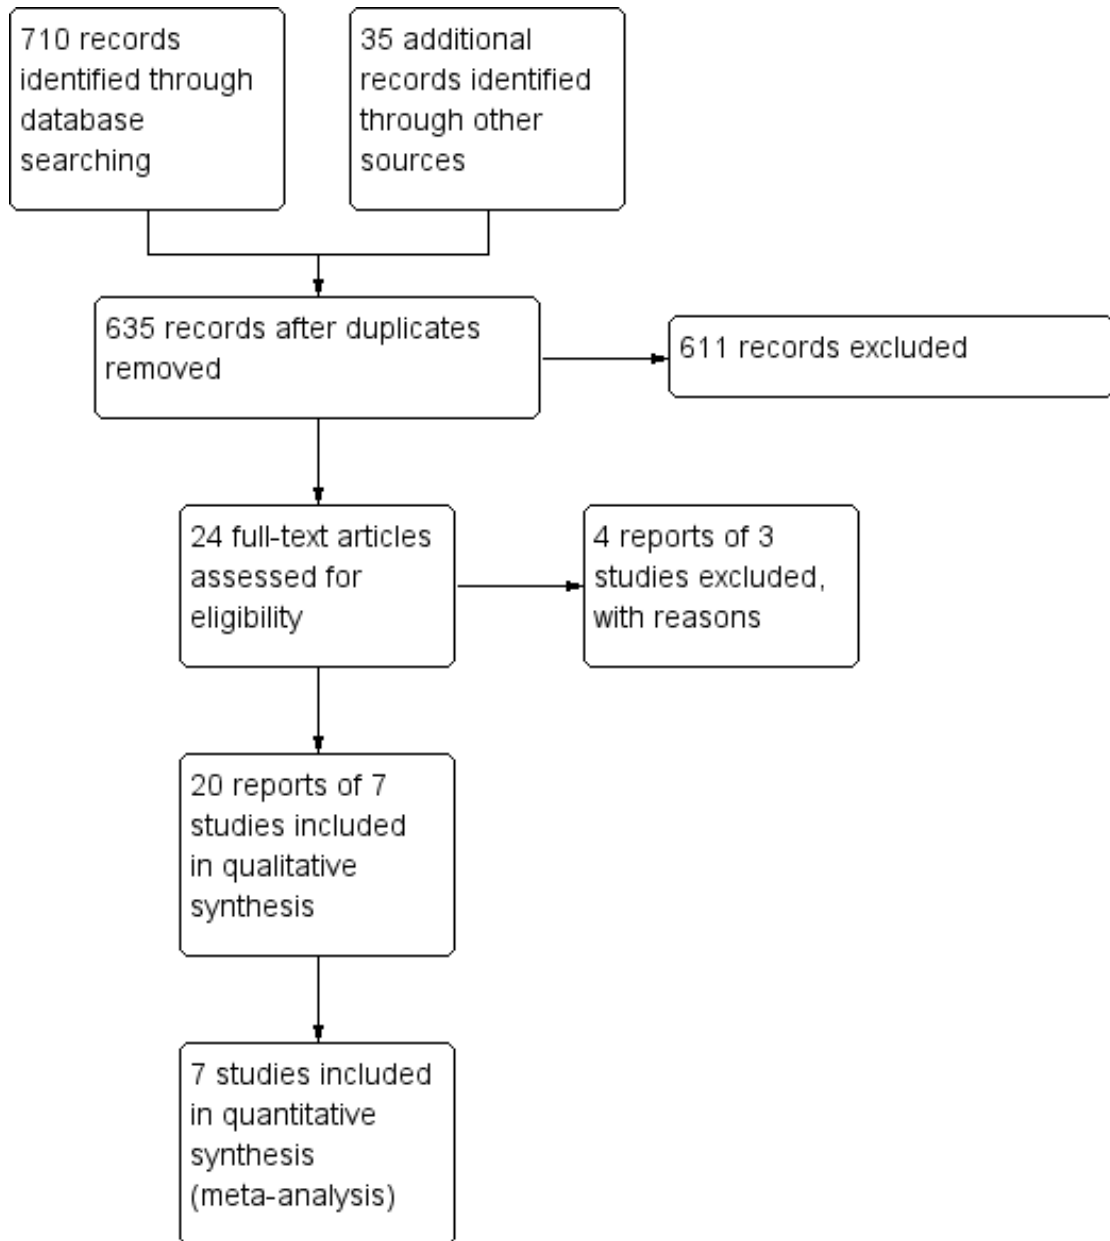 710 records
identified through
database
searching
35 additional
records identified
through other
sources
635 records after duplicates
removed
611 records excluded
24 full-text articles
assessed for
eligibility
4 reports of 3
studies excluded,
with reasons
20 reports of 7
studies included
in qualitative
synthesis
7 studies included
in quantitative
synthesis
(meta-analysis)